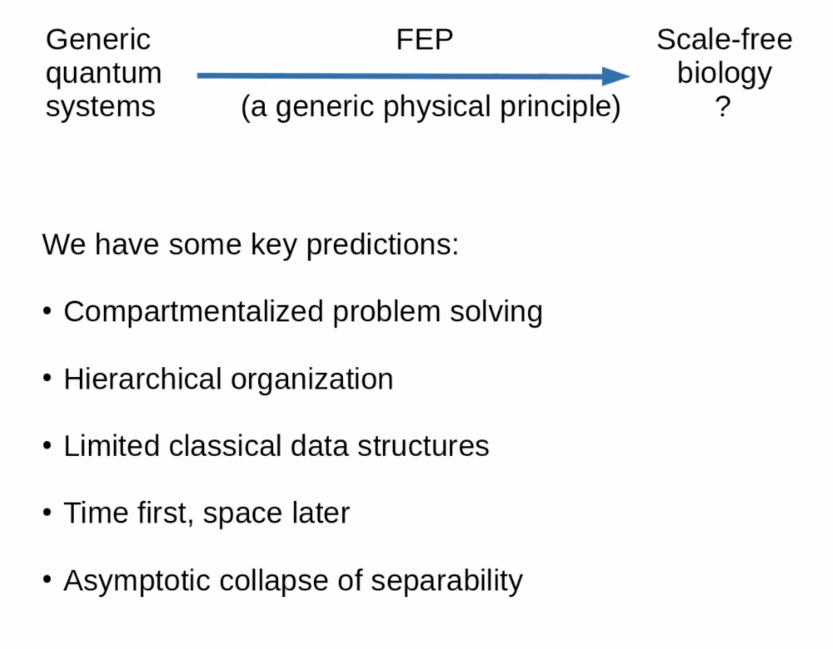 Generic
quantum
systems
FEP
(a generic physical principle)
Scale-free
biology
?
We have some key predictions:
• Compartmentalized problem solving
• Hierarchical organization
• Limited classical data structures
• Time first, space later
• Asymptotic collapse of separability